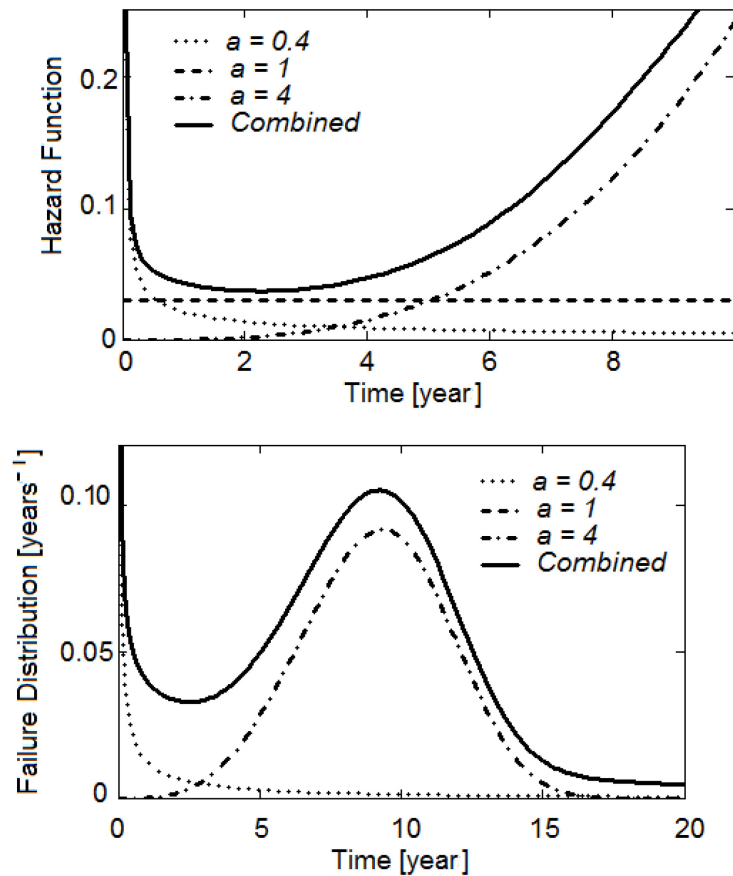 Hazard Function
0.2
0.1
0
a = 0.4
a = 1
a = 4
Combined
0 2 4 6 8
Time [year]
Failure Distribution [years⁻¹]
0.10
0.05
0
a = 0.4
a = 1
a = 4
Combined
0 5 10 15 20
Time [year]